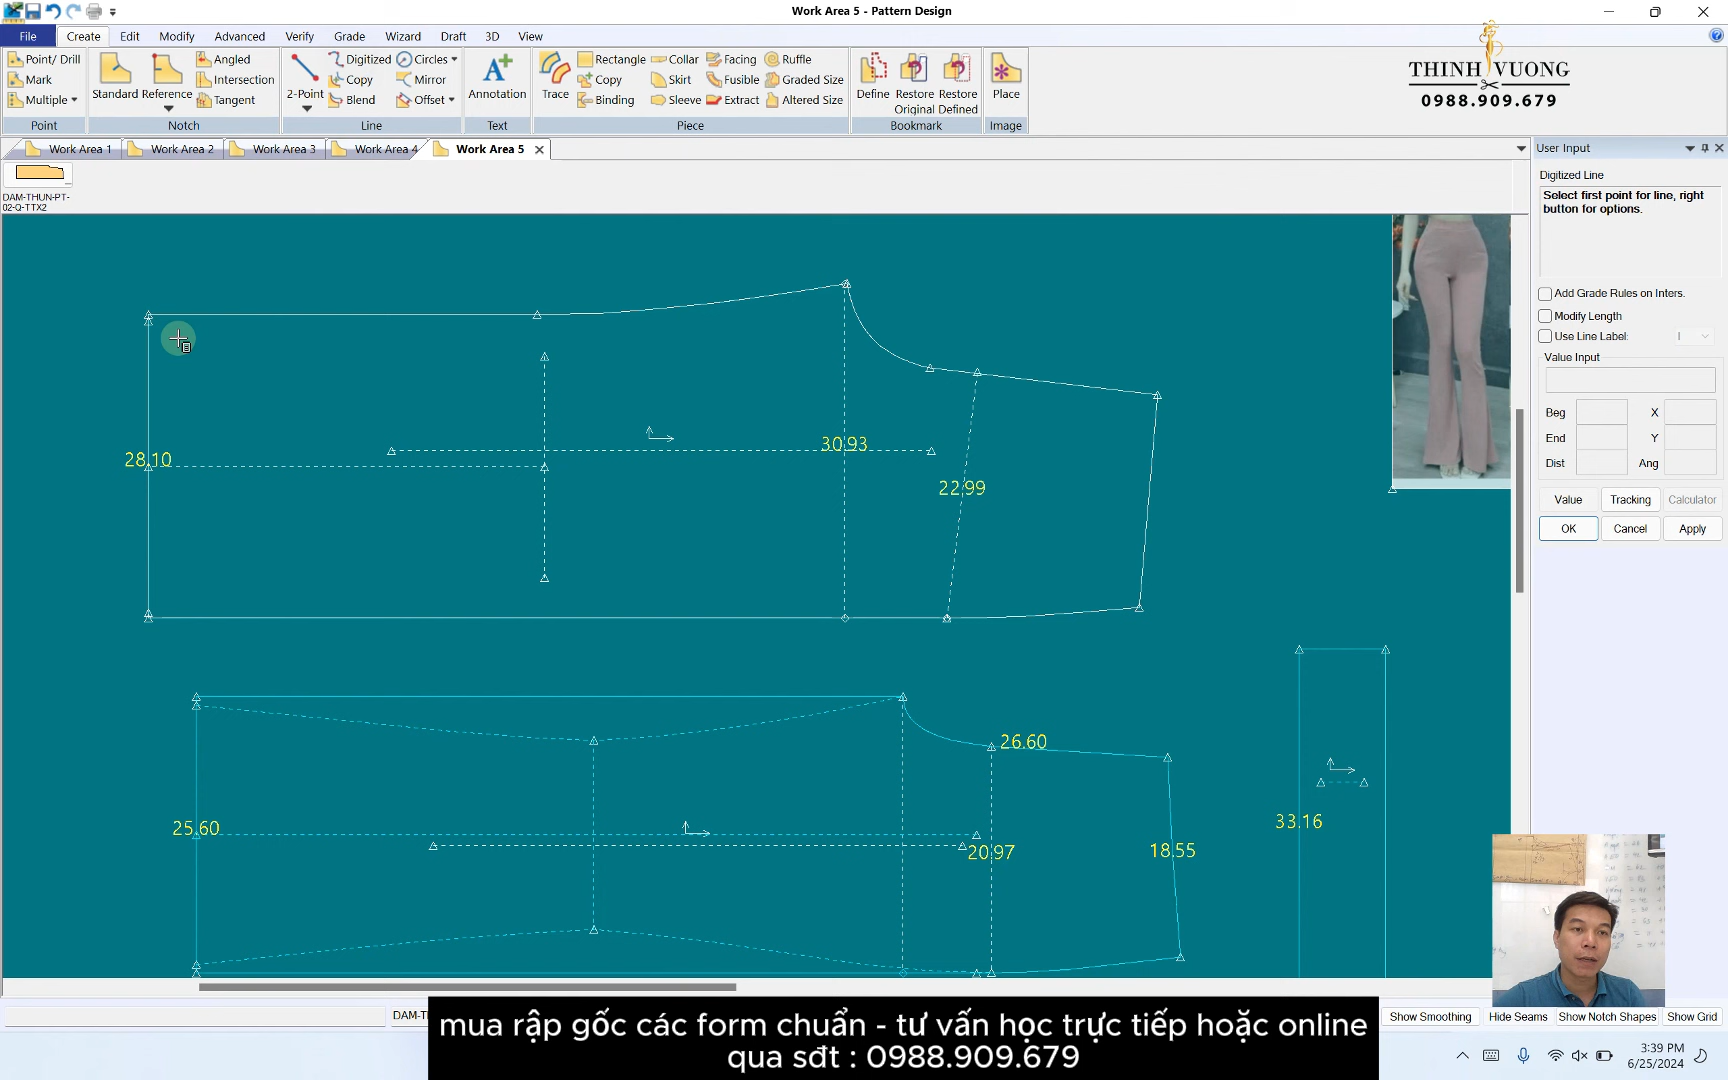 Work Area 5 - Pattern Design
File Create Edit Modify Advanced Verify Grade Wizard Draft 3D View
Point/ Drill
Mark
Multiple
Point
Standard
Reference
Angled
Intersection
Tangent
Notch
2-Point
Digitized
Copy
Blend
Circles
Mirror
Offset
Line
Annotation
Text
Trace
Rectangle
Copy
Binding
Collar
Skirt
Sleeve
Facing
Fusible
Extract
Ruffle
Graded Size
Altered Size
Piece
Define
Restore Original
Restore Defined
Bookmark
Place
Image
THINH VUONG
0988.909.679
Work Area 1 Work Area 2 Work Area 3 Work Area 4 Work Area 5
DAM-THUN-PT-
02-Q-TTX2
User Input
Digitized Line
Select first point for line, right
button for options.
Add Grade Rules on Inters.
Modify Length
Use Line Label:
Value Input
Beg X
End Y
Dist Ang
Value Tracking Calculator
OK Cancel Apply
28.10
30.93
22.99
26.60
25.60
20.97
18.55
33.16
DAM-T
Show Smoothing Hide Seams Show Notch Shapes Show Grid
mua rập gốc các form chuẩn - tư vấn học trực tiếp hoặc online
qua sđt : 0988.909.679
3:39 PM
6/25/2024